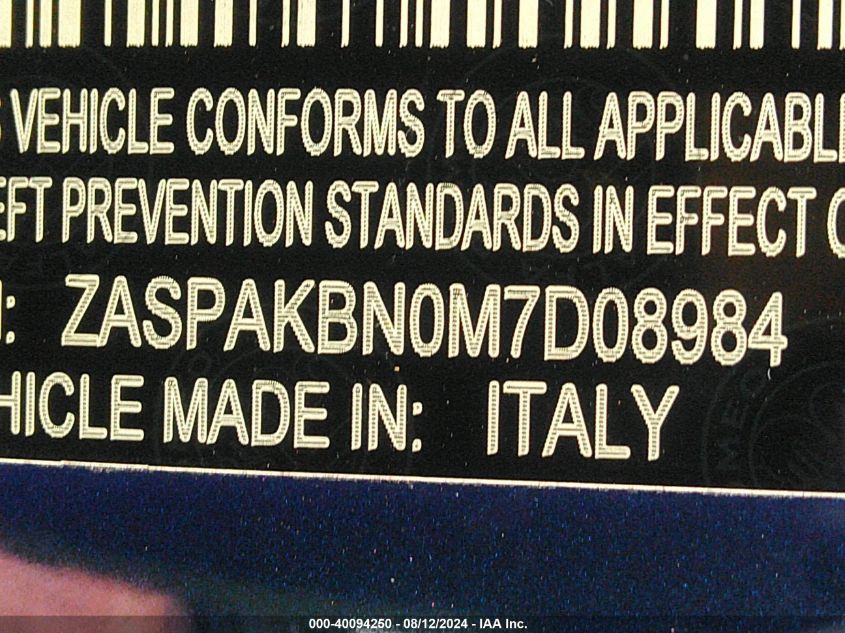 VEHICLE CONFORMS TO ALL APPLICABLE
EFT PREVENTION STANDARDS IN EFFECT O
: ZASPAKBN0M7D08984
HICLE MADE IN: ITALY
000-40094250 - 08/12/2024 - IAA Inc.